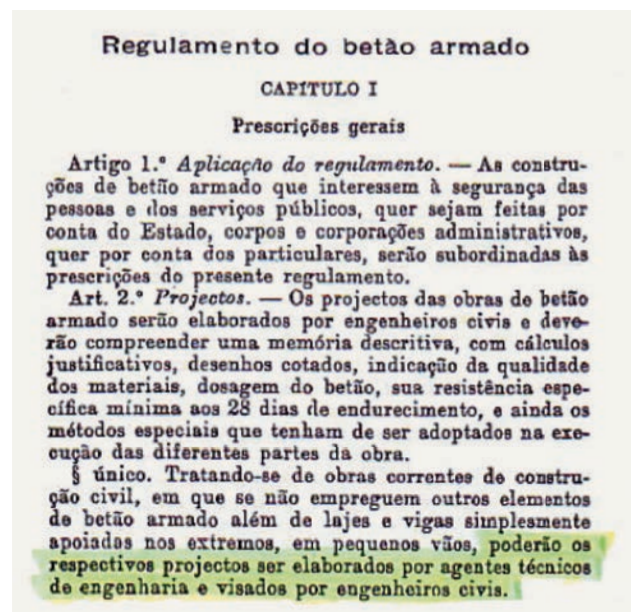 Regulamento do betão armado
CAPÍTULO I
Prescrições gerais
Artigo 1.º Aplicação do regulamento. — As constru-
ções de betão armado que interessem à segurança das
pessoas e dos serviços públicos, quer sejam feitas por
conta do Estado, corpos e corporações administrativos,
quer por conta dos particulares, serão subordinadas às
prescrições do presente regulamento.
Art. 2.º Projectos. — Os projectos das obras de betão
armado serão elaborados por engenheiros civis e deve-
rão compreender uma memória descritiva, com cálculos
justificativos, desenhos cotados, indicação da qualidade
dos materiais, dosagem do betão, sua resistência espe-
cífica mínima aos 28 dias de endurecimento, e ainda os
métodos especiais que tenham de ser adoptados na exe-
cução das diferentes partes da obra.
§ único. Tratando-se de obras correntes de constru-
ção civil, em que se não empreguem outros elementos
de betão armado além de lajes e vigas simplesmente
apoiadas nos extremos, em pequenos vãos, poderão os
respectivos projectos ser elaborados por agentes técnicos
de engenharia e visados por engenheiros civis.